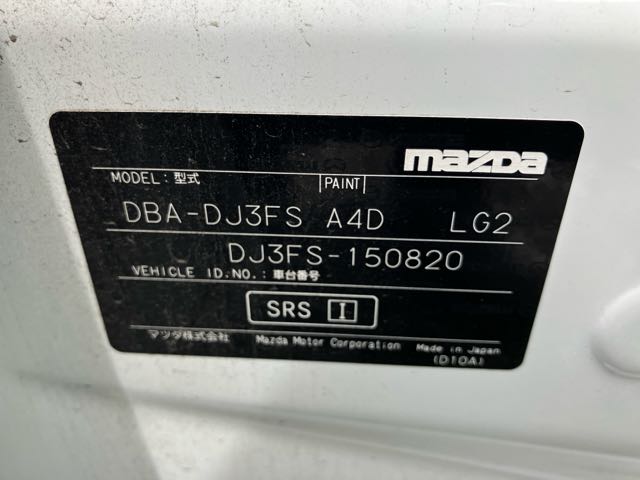 mazda
MODEL: 型式 |PAINT|
DBA-DJ3FS A4D LG2
DJ3FS-150820
VEHICLE ID.NO.: 車台番号
SRS I
マツダ株式会社 Mazda Motor Corporation Made in Japan
(D10A)